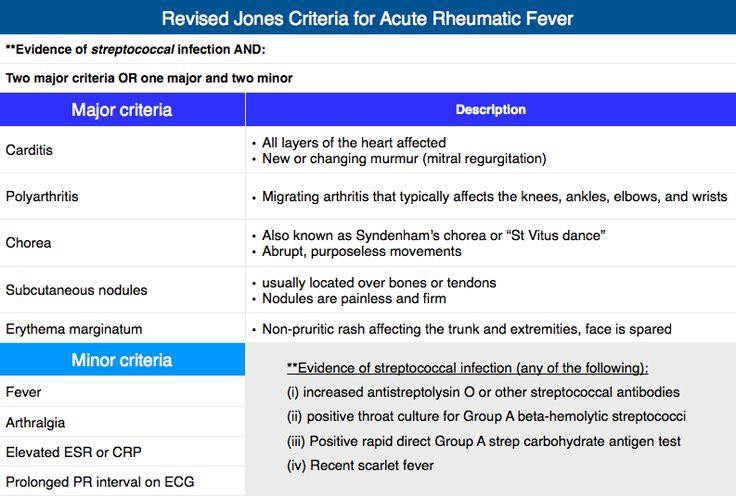 Revised Jones Criteria for Acute Rheumatic Fever
**Evidence of streptococcal infection AND:
Two major criteria OR one major and two minor
Major criteria
Description
Carditis
• All layers of the heart affected
• New or changing murmur (mitral regurgitation)
Polyarthritis
• Migrating arthritis that typically affects the knees, ankles, elbows, and wrists
Chorea
• Also known as Syndenham's chorea or “St Vitus dance”
• Abrupt, purposeless movements
Subcutaneous nodules
• usually located over bones or tendons
• Nodules are painless and firm
Erythema marginatum
• Non-pruritic rash affecting the trunk and extremities, face is spared
Minor criteria
Fever
Arthralgia
Elevated ESR or CRP
Prolonged PR interval on ECG
**Evidence of streptococcal infection (any of the following):
(i) increased antistreptolysin O or other streptococcal antibodies
(ii) positive throat culture for Group A beta-hemolytic streptococci
(iii) Positive rapid direct Group A strep carbohydrate antigen test
(iv) Recent scarlet fever